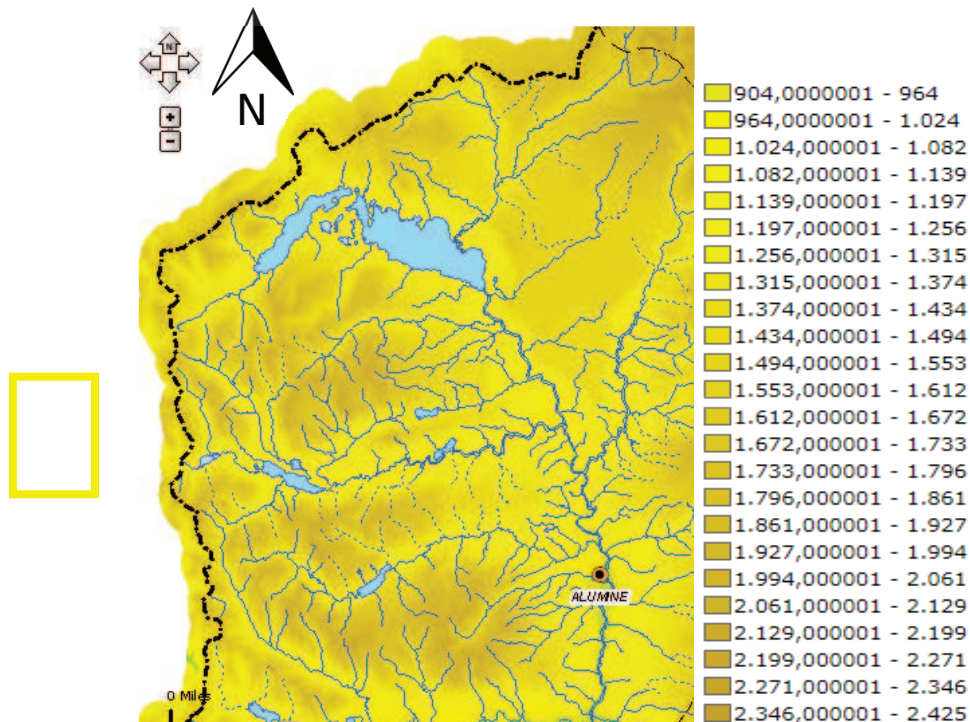 N
N
904,0000001 - 964
964,0000001 - 1.024
1.024,000001 - 1.082
1.082,000001 - 1.139
1.139,000001 - 1.197
1.197,000001 - 1.256
1.256,000001 - 1.315
1.315,000001 - 1.374
1.374,000001 - 1.434
1.434,000001 - 1.494
1.494,000001 - 1.553
1.553,000001 - 1.612
1.612,000001 - 1.672
1.672,000001 - 1.733
1.733,000001 - 1.796
1.796,000001 - 1.861
1.861,000001 - 1.927
1.927,000001 - 1.994
1.994,000001 - 2.061
2.061,000001 - 2.129
2.129,000001 - 2.199
2.199,000001 - 2.271
2.271,000001 - 2.346
2.346,000001 - 2.425
ALUMINE
0 Miles